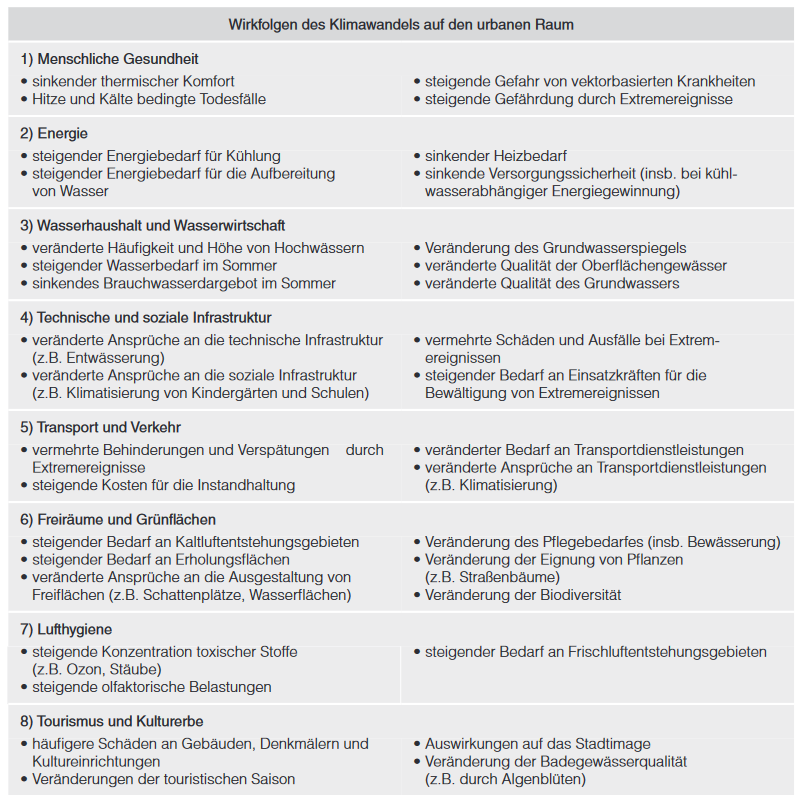 Wirkfolgen des Klimawandels auf den urbanen Raum
1) Menschliche Gesundheit
• sinkender thermischer Komfort
• Hitze und Kälte bedingte Todesfälle
• steigende Gefahr von vektorbasierten Krankheiten
• steigende Gefährdung durch Extremereignisse
2) Energie
• steigender Energiebedarf für Kühlung
• steigender Energiebedarf für die Aufbereitung
von Wasser
• sinkender Heizbedarf
• sinkende Versorgungssicherheit (insb. bei kühl-
wasserabhängiger Energiegewinnung)
3) Wasserhaushalt und Wasserwirtschaft
• veränderte Häufigkeit und Höhe von Hochwässern
• steigender Wasserbedarf im Sommer
• sinkendes Brauchwasserdargebot im Sommer
• Veränderung des Grundwasserspiegels
• veränderte Qualität der Oberflächengewässer
• veränderte Qualität des Grundwassers
4) Technische und soziale Infrastruktur
• veränderte Ansprüche an die technische Infrastruktur
(z.B. Entwässerung)
• veränderte Ansprüche an die soziale Infrastruktur
(z.B. Klimatisierung von Kindergärten und Schulen)
• vermehrte Schäden und Ausfälle bei Extrem-
ereignissen
• steigender Bedarf an Einsatzkräften für die
Bewältigung von Extremereignissen
5) Transport und Verkehr
• vermehrte Behinderungen und Verspätungen durch
Extremereignisse
• steigende Kosten für die Instandhaltung
• veränderter Bedarf an Transportdienstleistungen
• veränderte Ansprüche an Transportdienstleistungen
(z.B. Klimatisierung)
6) Freiräume und Grünflächen
• steigender Bedarf an Kaltluftentstehungsgebieten
• steigender Bedarf an Erholungsflächen
• veränderte Ansprüche an die Ausgestaltung von
Freiflächen (z.B. Schattenplätze, Wasserflächen)
• Veränderung des Pflegebedarfes (insb. Bewässerung)
• Veränderung der Eignung von Pflanzen
(z.B. Straßenbäume)
• Veränderung der Biodiversität
7) Lufthygiene
• steigende Konzentration toxischer Stoffe
(z.B. Ozon, Stäube)
• steigende olfaktorische Belastungen
• steigender Bedarf an Frischluftentstehungsgebieten
8) Tourismus und Kulturerbe
• häufigere Schäden an Gebäuden, Denkmälern und
Kultureinrichtungen
• Veränderungen der touristischen Saison
• Auswirkungen auf das Stadtimage
• Veränderung der Badegewässerqualität
(z.B. durch Algenblüten)